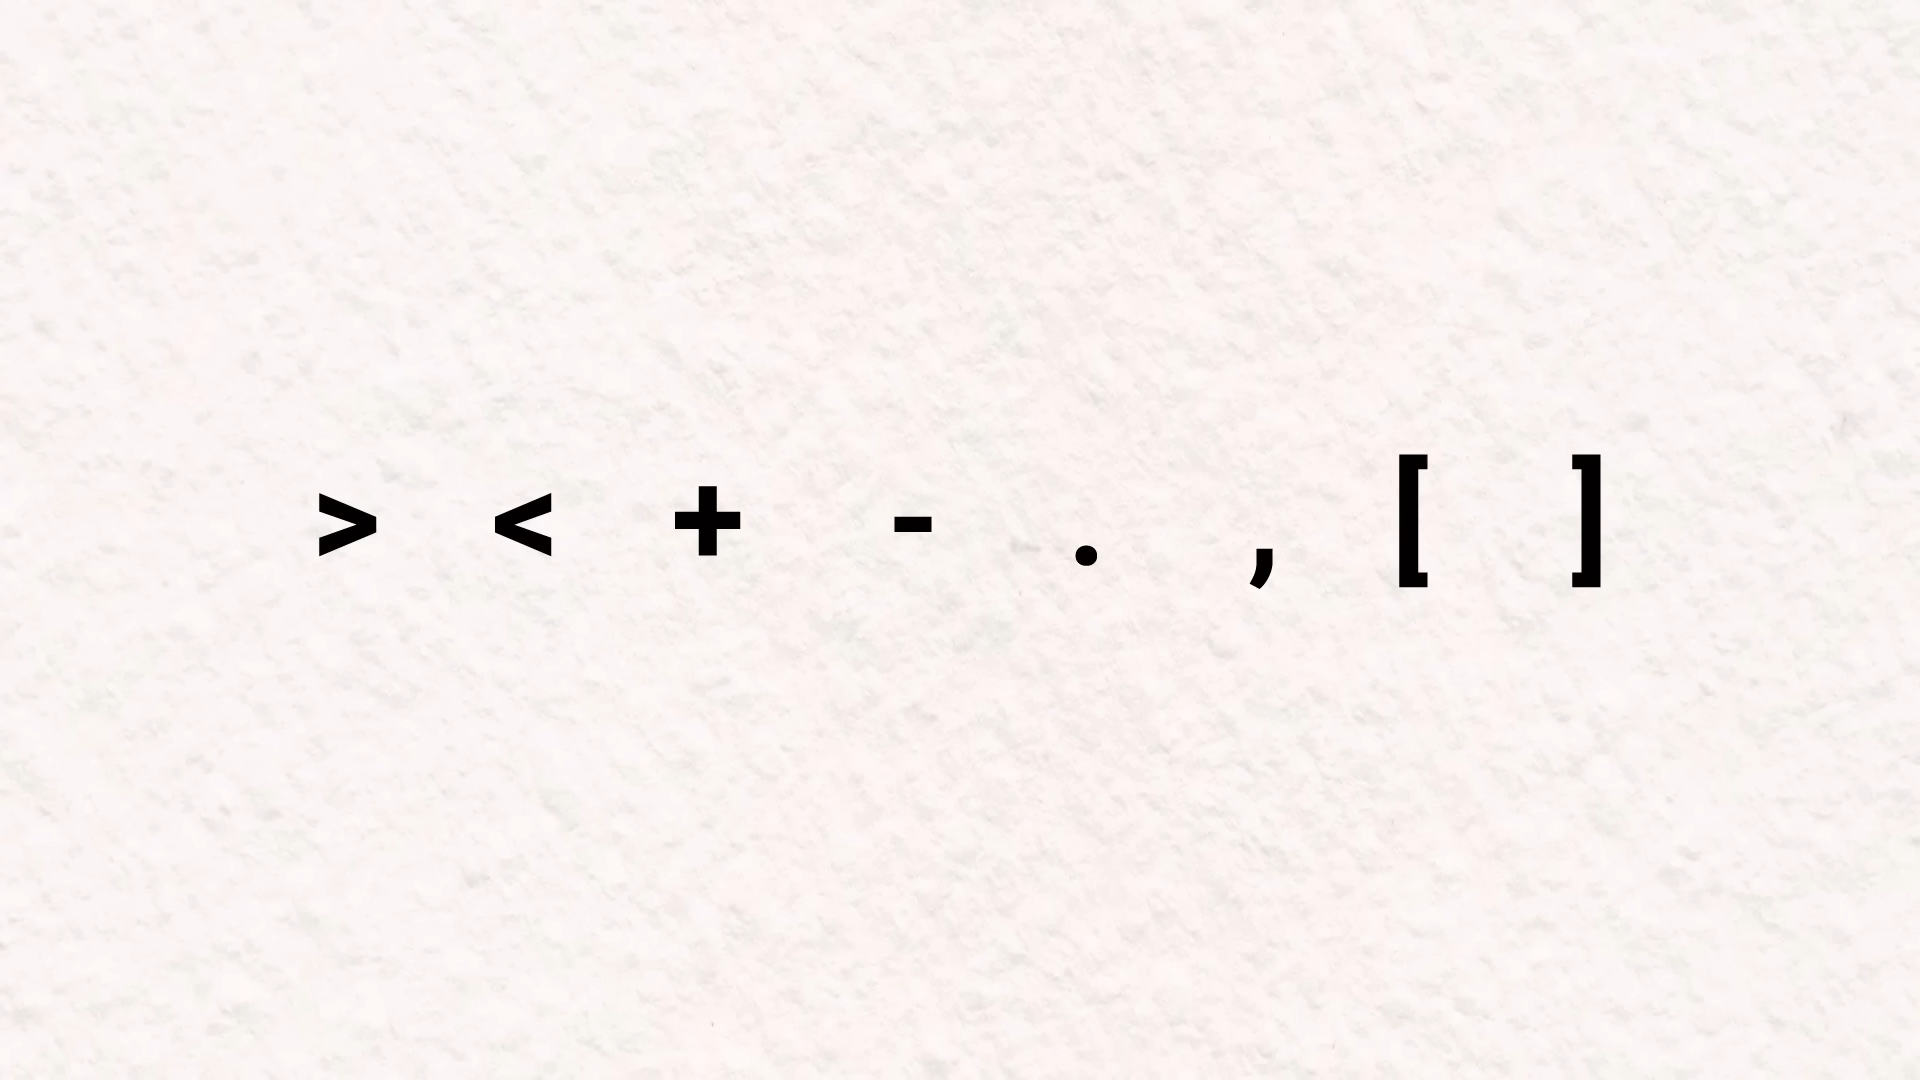 > < + - . , [ ]